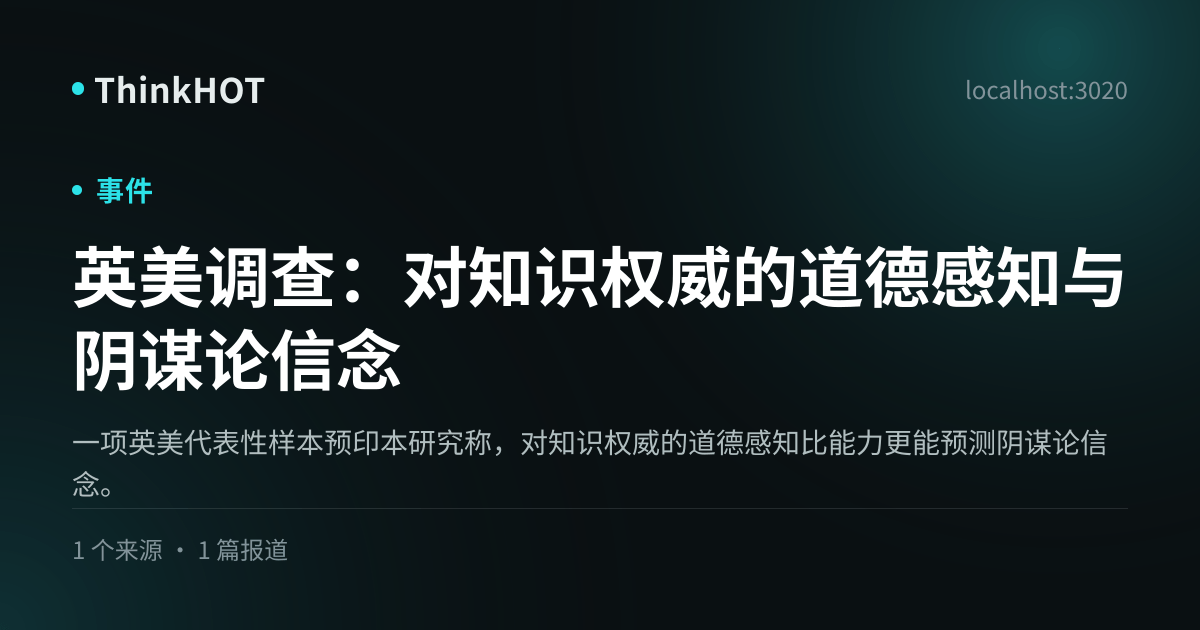 ThinkHOT
localhost:3020
事件
英美调查：对知识权威的道德感知与
阴谋论信念
一项英美代表性样本预印本研究称，对知识权威的道德感知比能力更能预测阴谋论信
念。
1 个来源 · 1 篇报道